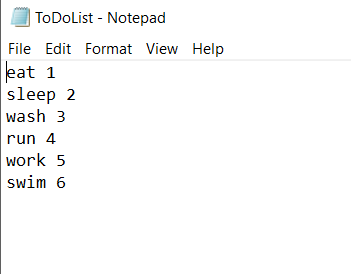 ToDoList - Notepad
File Edit Format View Help
eat 1
sleep 2
wash 3
run 4
work 5
swim 6